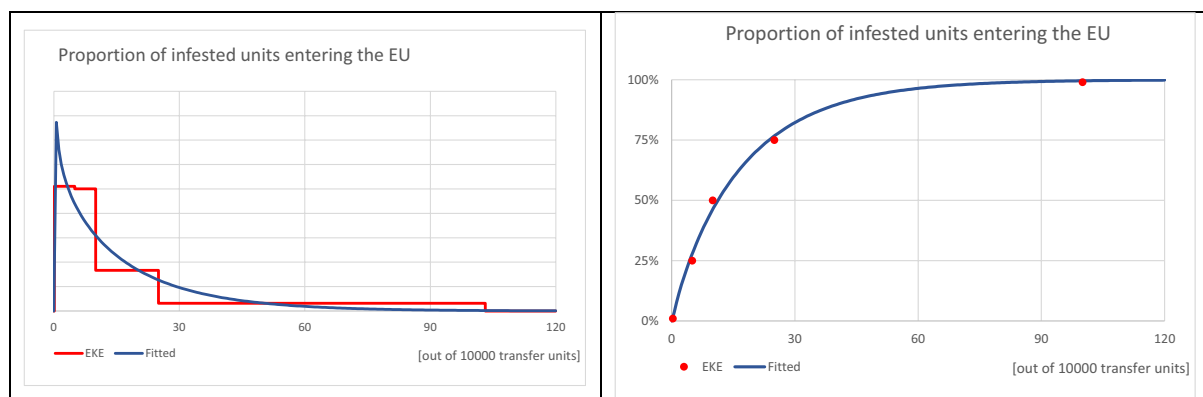 Proportion of infested units entering the EU
0 30 60 90 120
EKE Fitted
[out of 10000 transfer units]
Proportion of infested units entering the EU
100%
75%
50%
25%
0%
0 30 60 90 120
EKE Fitted
[out of 10000 transfer units]